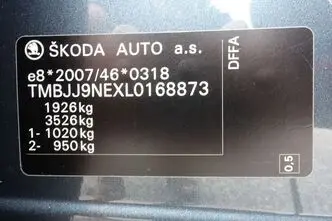 ŠKODA AUTO a.s.
e8*2007/46*0318
TMBJJ9NEXL0168873
1926kg
3526kg
1- 1020kg
2- 950kg
DFFA
0,5